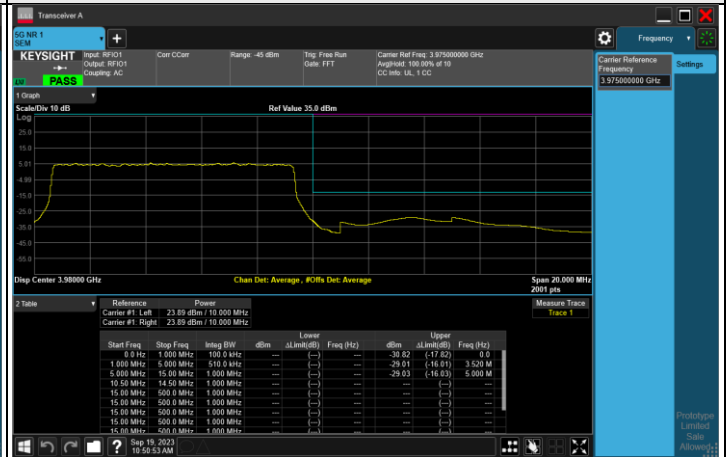 Transceiver A
5G NR 1
SEM
Frequency
KEYSIGHT Input: RFIO1 Corr CCorr Range: -45 dBm Trig: Free Run Carrier Ref Freq: 3.975000000 GHz
Output: RFIO1 Gate: FFT Avg|Hold: 100.00% of 10
Coupling: AC CC Info: UL, 1 CC
PASS
Carrier Reference
Frequency
3.975000000 GHz
Settings
1 Graph
Scale/Div 10 dB Ref Value 35.0 dBm
Log
25.0
15.0
5.01
-4.99
-15.0
-25.0
-35.0
-45.0
-55.0
Disp Center 3.98000 GHz Chan Det: Average , #Offs Det: Average Span 20.000 MHz
2001 pts
2 Table Reference Power Measure Trace
Carrier #1: Left 23.89 dBm / 10.000 MHz Trace 1
Carrier #1: Right 23.89 dBm / 10.000 MHz
Lower Upper
Start Freq Stop Freq Integ BW dBm ΔLimit(dB) Freq (Hz) dBm ΔLimit(dB) Freq (Hz)
0.0 Hz 1.000 MHz 100.0 kHz --- (---) --- -30.82 (-17.82) 0.0
1.000 MHz 5.000 MHz 510.0 kHz --- (---) --- -29.01 (-16.01) 3.520 M
5.000 MHz 15.00 MHz 1.000 MHz --- (---) --- -29.03 (-16.03) 5.000 M
10.50 MHz 14.50 MHz 1.000 MHz --- (---) --- --- (---) ---
15.00 MHz 500.0 MHz 1.000 MHz --- (---) --- --- (---) ---
15.00 MHz 500.0 MHz 1.000 MHz --- (---) --- --- (---) ---
15.00 MHz 500.0 MHz 1.000 MHz --- (---) --- --- (---) ---
15.00 MHz 500.0 MHz 1.000 MHz --- (---) --- --- (---) ---
15.00 MHz 500.0 MHz 1.000 MHz --- (---) --- --- (---) ---
Prototype
Limited
Sale
Allowed
Sep 19, 2023
10:50:53 AM